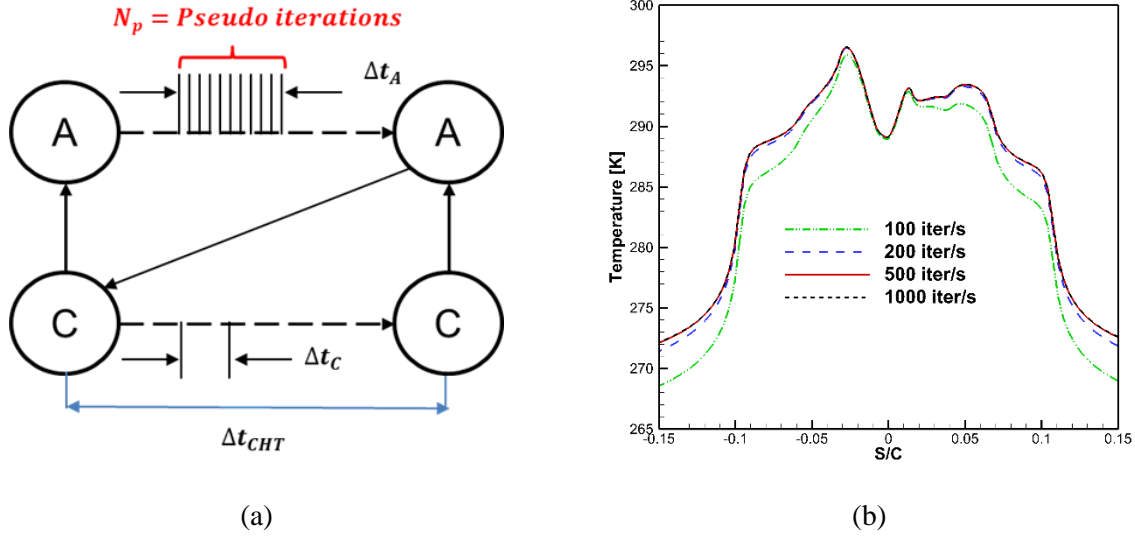 N_p = Pseudo iterations
Δt_A
A
A
C
C
Δt_C
Δt_CHT
(a)
300
295
290
285
280
275
270
265
Temperature [K]
100 iter/s
200 iter/s
500 iter/s
1000 iter/s
-0.15
-0.1
-0.05
0
0.05
0.1
0.15
S/C
(b)